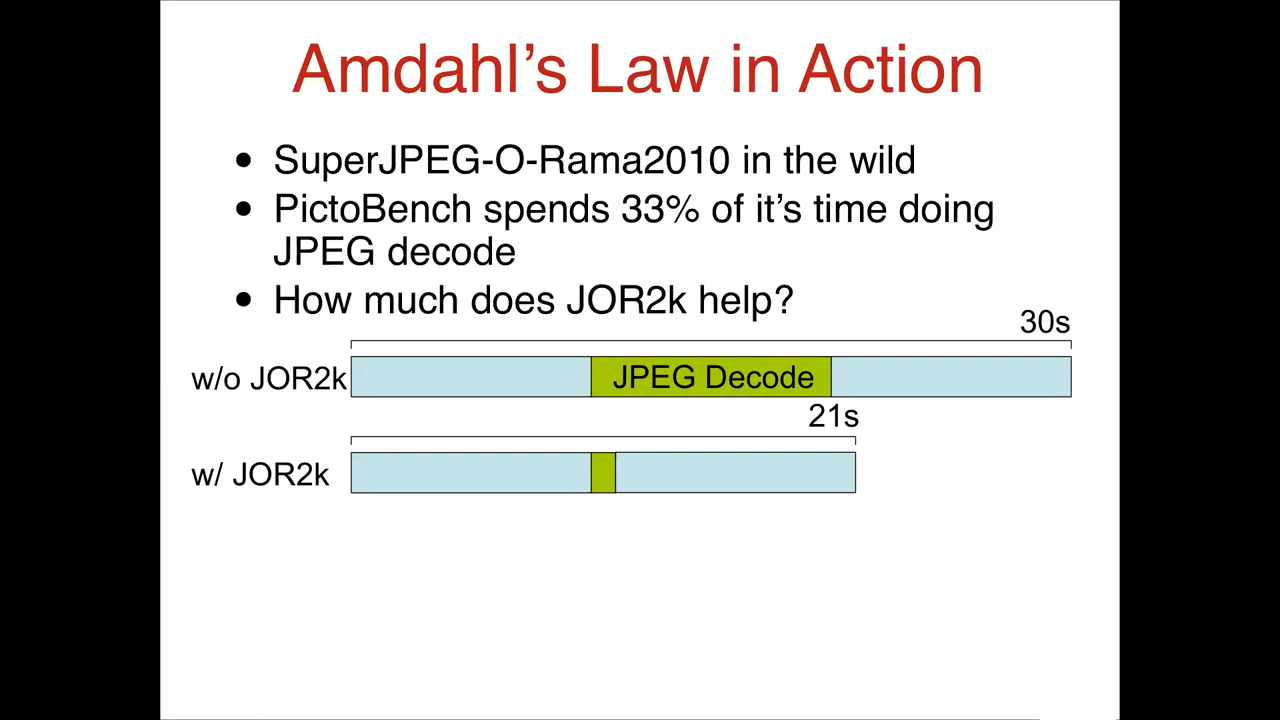 Amdahl's Law in Action
• SuperJPEG-O-Rama2010 in the wild
• PictoBench spends 33% of it's time doing
JPEG decode
• How much does JOR2k help?
30s
w/o JOR2k JPEG Decode
21s
w/ JOR2k